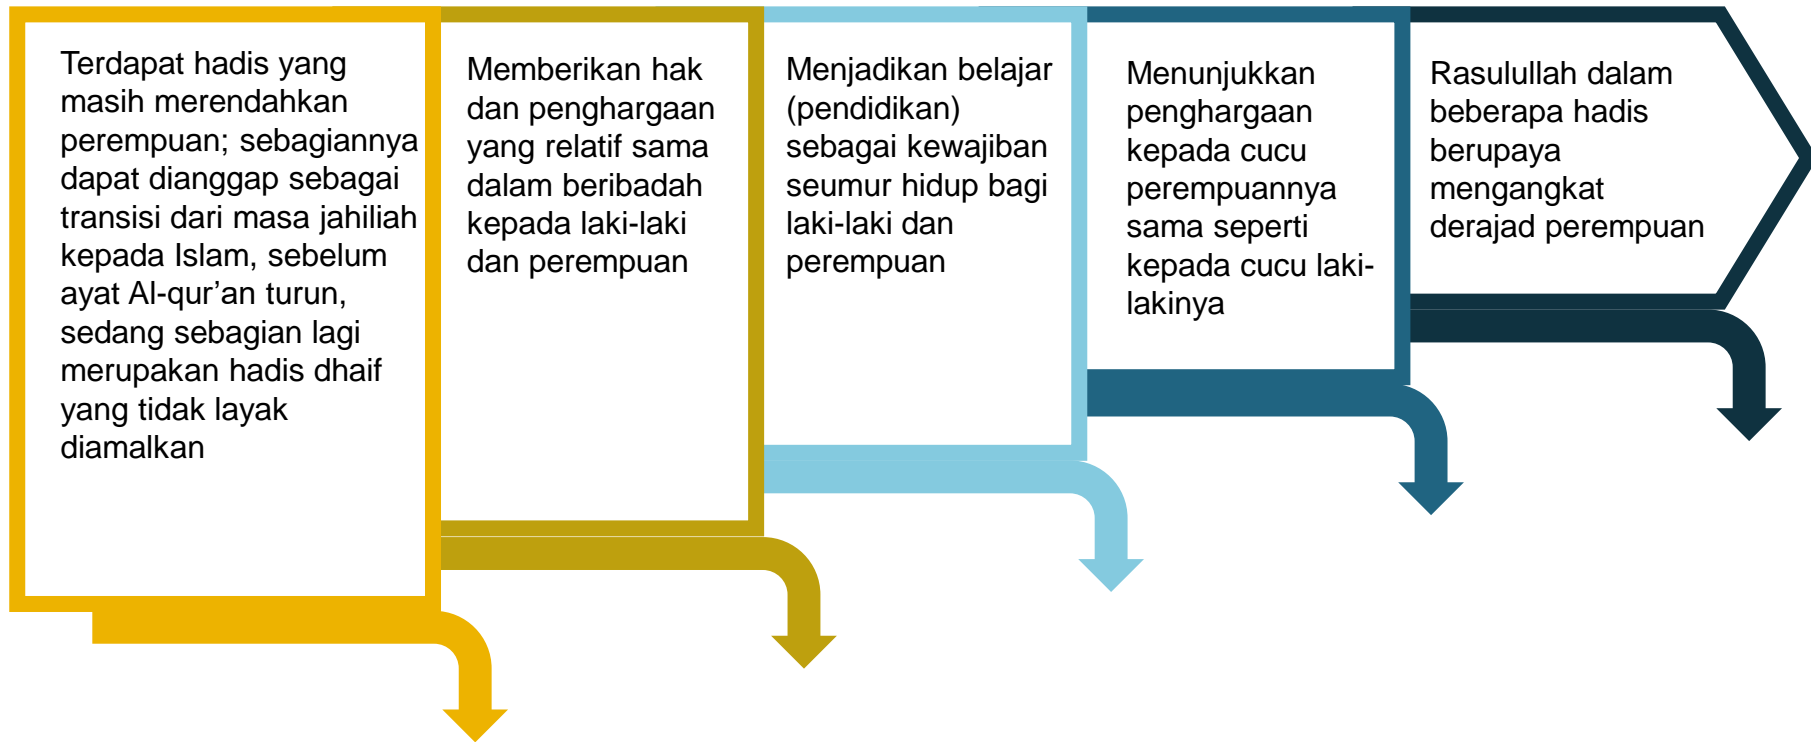 Terdapat hadis yang
masih merendahkan
perempuan; sebagiannya
dapat dianggap sebagai
transisi dari masa jahiliah
kepada Islam, sebelum
ayat Al-qur’an turun,
sedang sebagian lagi
merupakan hadis dhaif
yang tidak layak
diamalkan
Memberikan hak
dan penghargaan
yang relatif sama
dalam beribadah
kepada laki-laki
dan perempuan
Menjadikan belajar
(pendidikan)
sebagai kewajiban
seumur hidup bagi
laki-laki dan
perempuan
Menunjukkan
penghargaan
kepada cucu
perempuannya
sama seperti
kepada cucu laki-
lakinya
Rasulullah dalam
beberapa hadis
berupaya
mengangkat
derajad perempuan